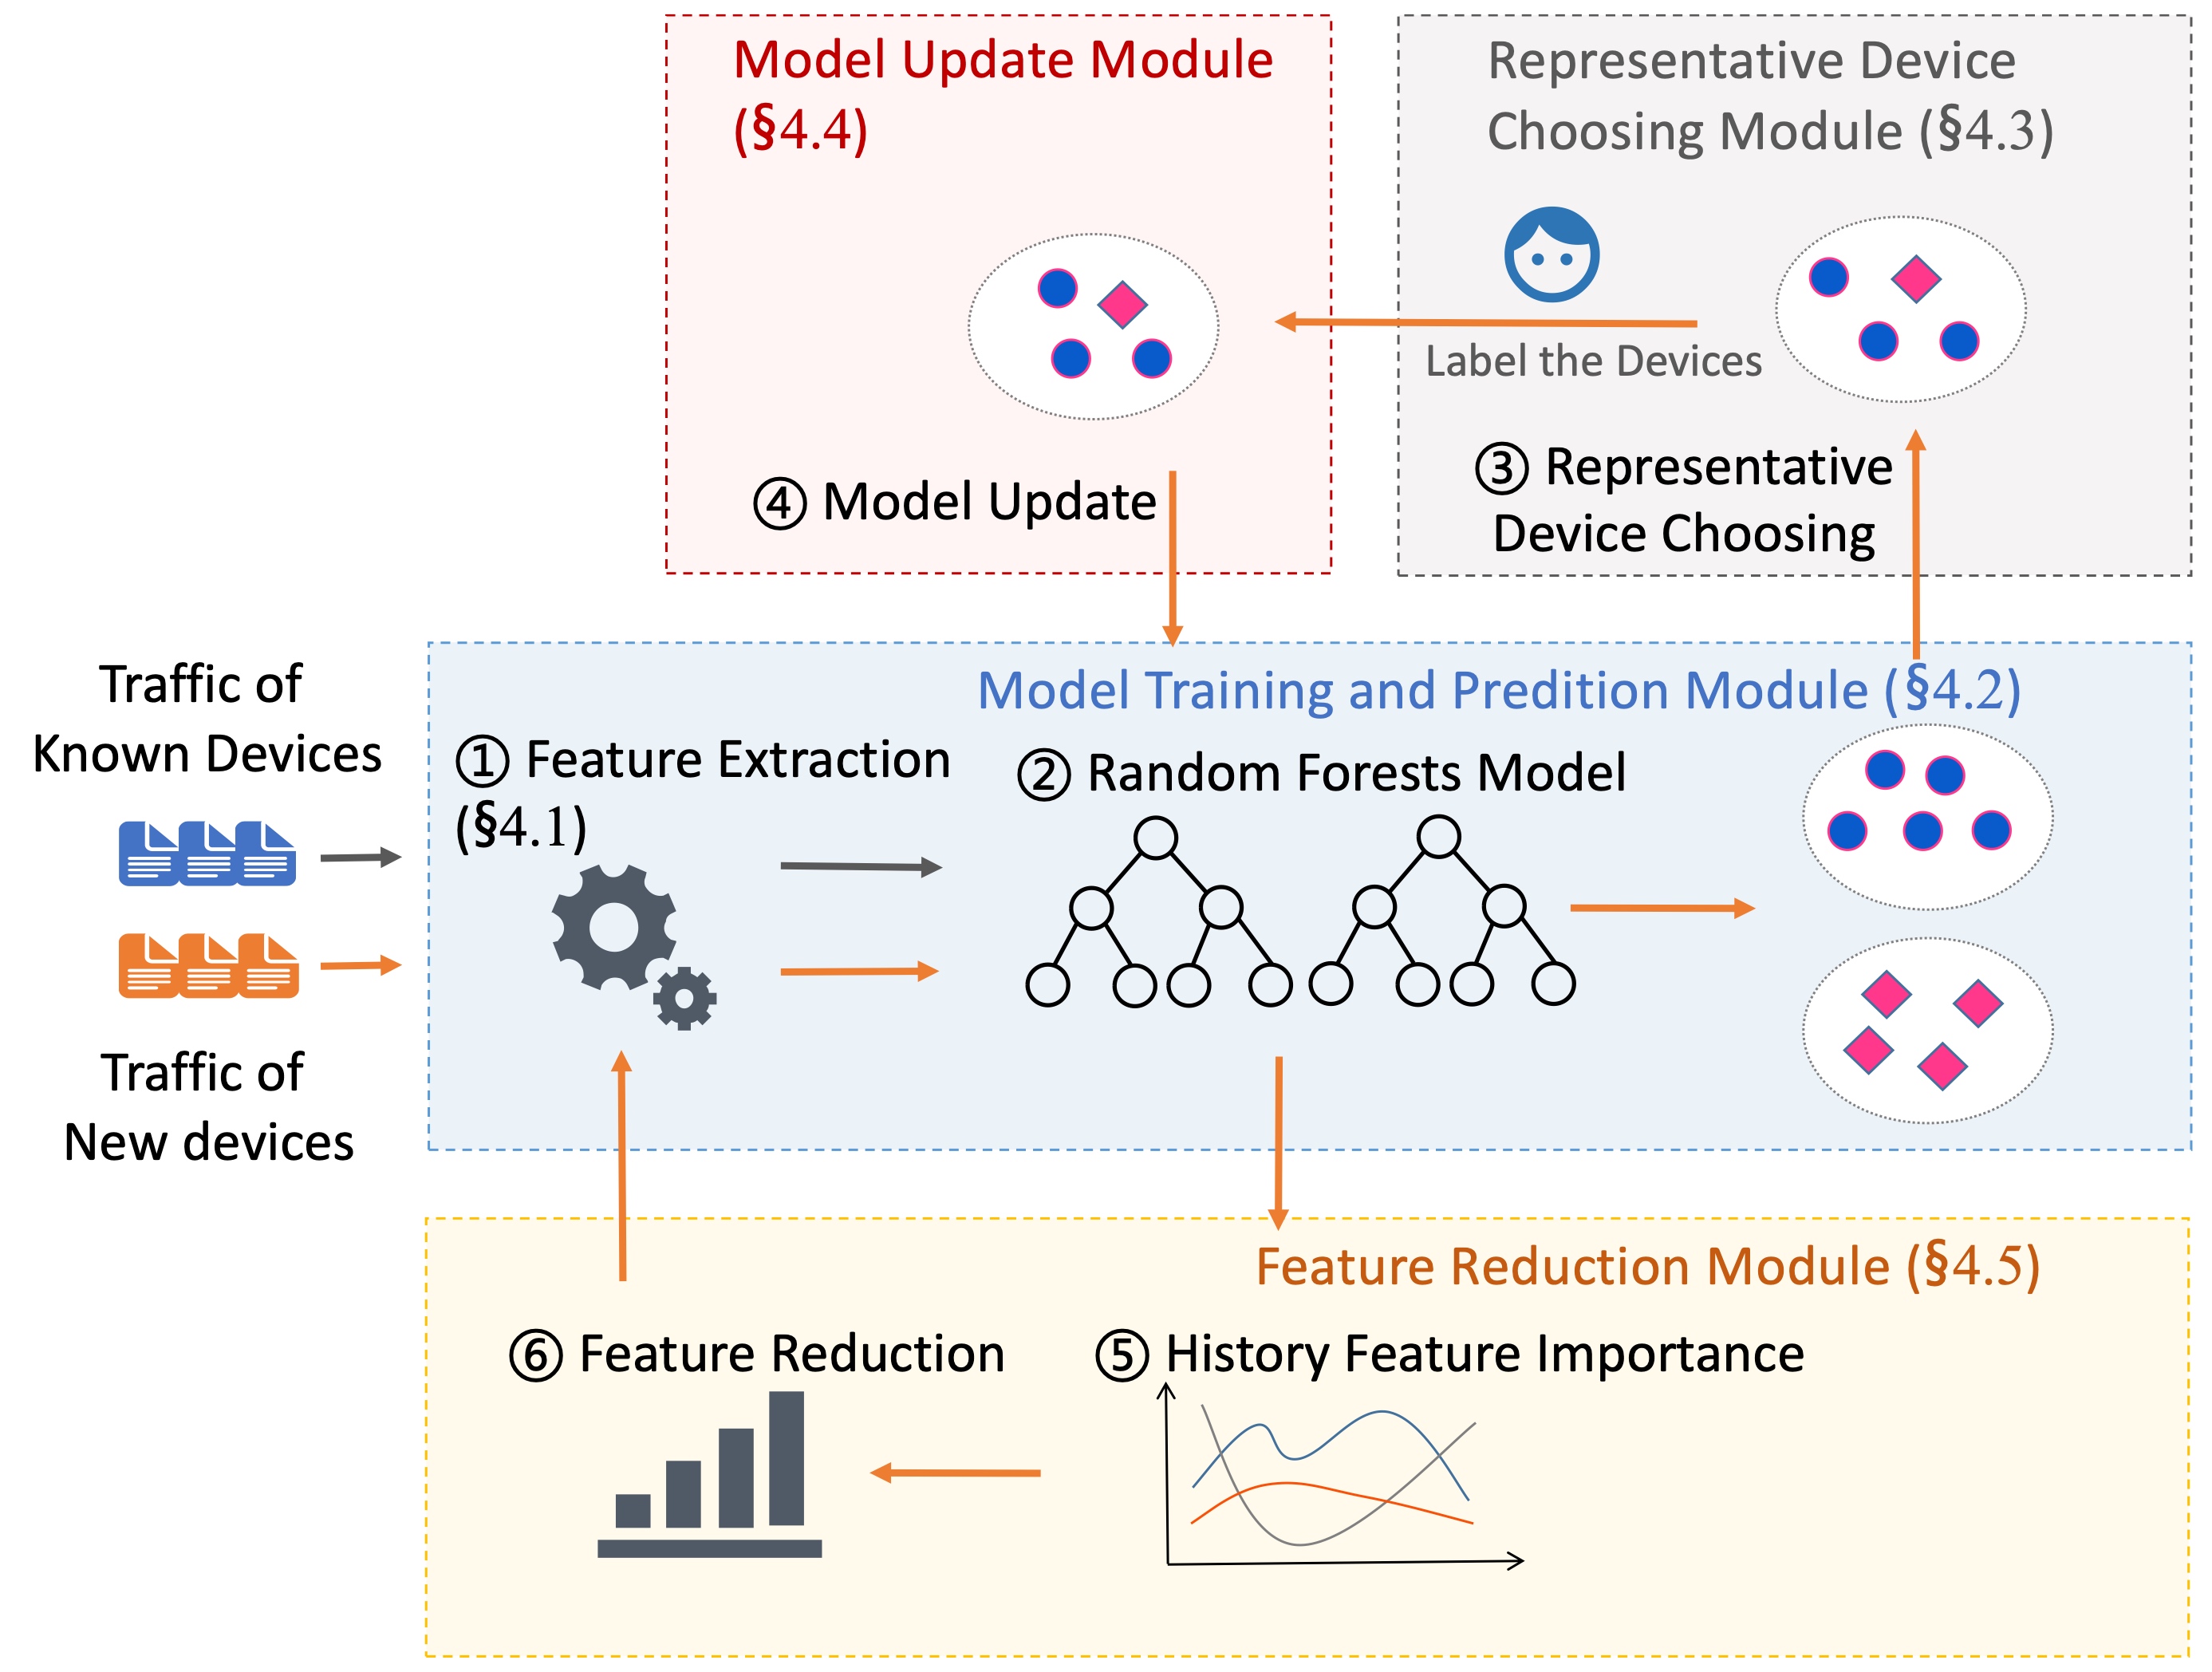 Model Update Module
(§4.4)
④ Model Update
Representative Device
Choosing Module (§4.3)
Label the Devices
③ Representative
Device Choosing
Traffic of
Known Devices
Traffic of
New devices
Model Training and Predition Module (§4.2)
① Feature Extraction
(§4.1)
② Random Forests Model
Feature Reduction Module (§4.5)
⑥ Feature Reduction
⑤ History Feature Importance